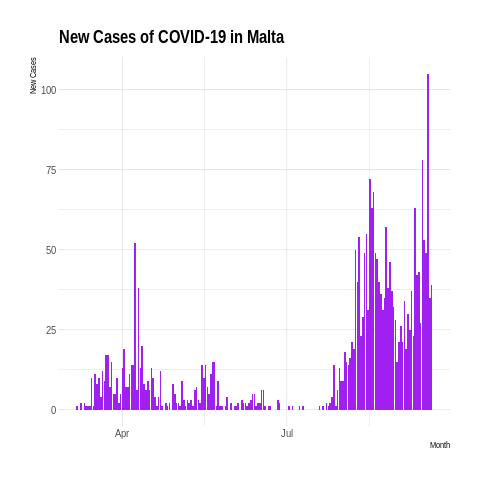 New Cases of COVID-19 in Malta
New Cases
100
75
50
25
0
Apr
Jul
Month